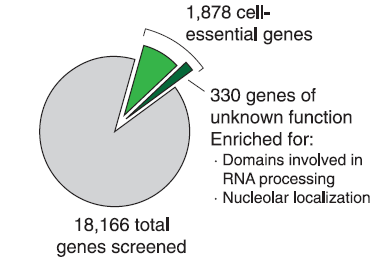 1,878 cell-
essential genes
330 genes of
unknown function
Enriched for:
· Domains involved in
RNA processing
· Nucleolar localization
18,166 total
genes screened